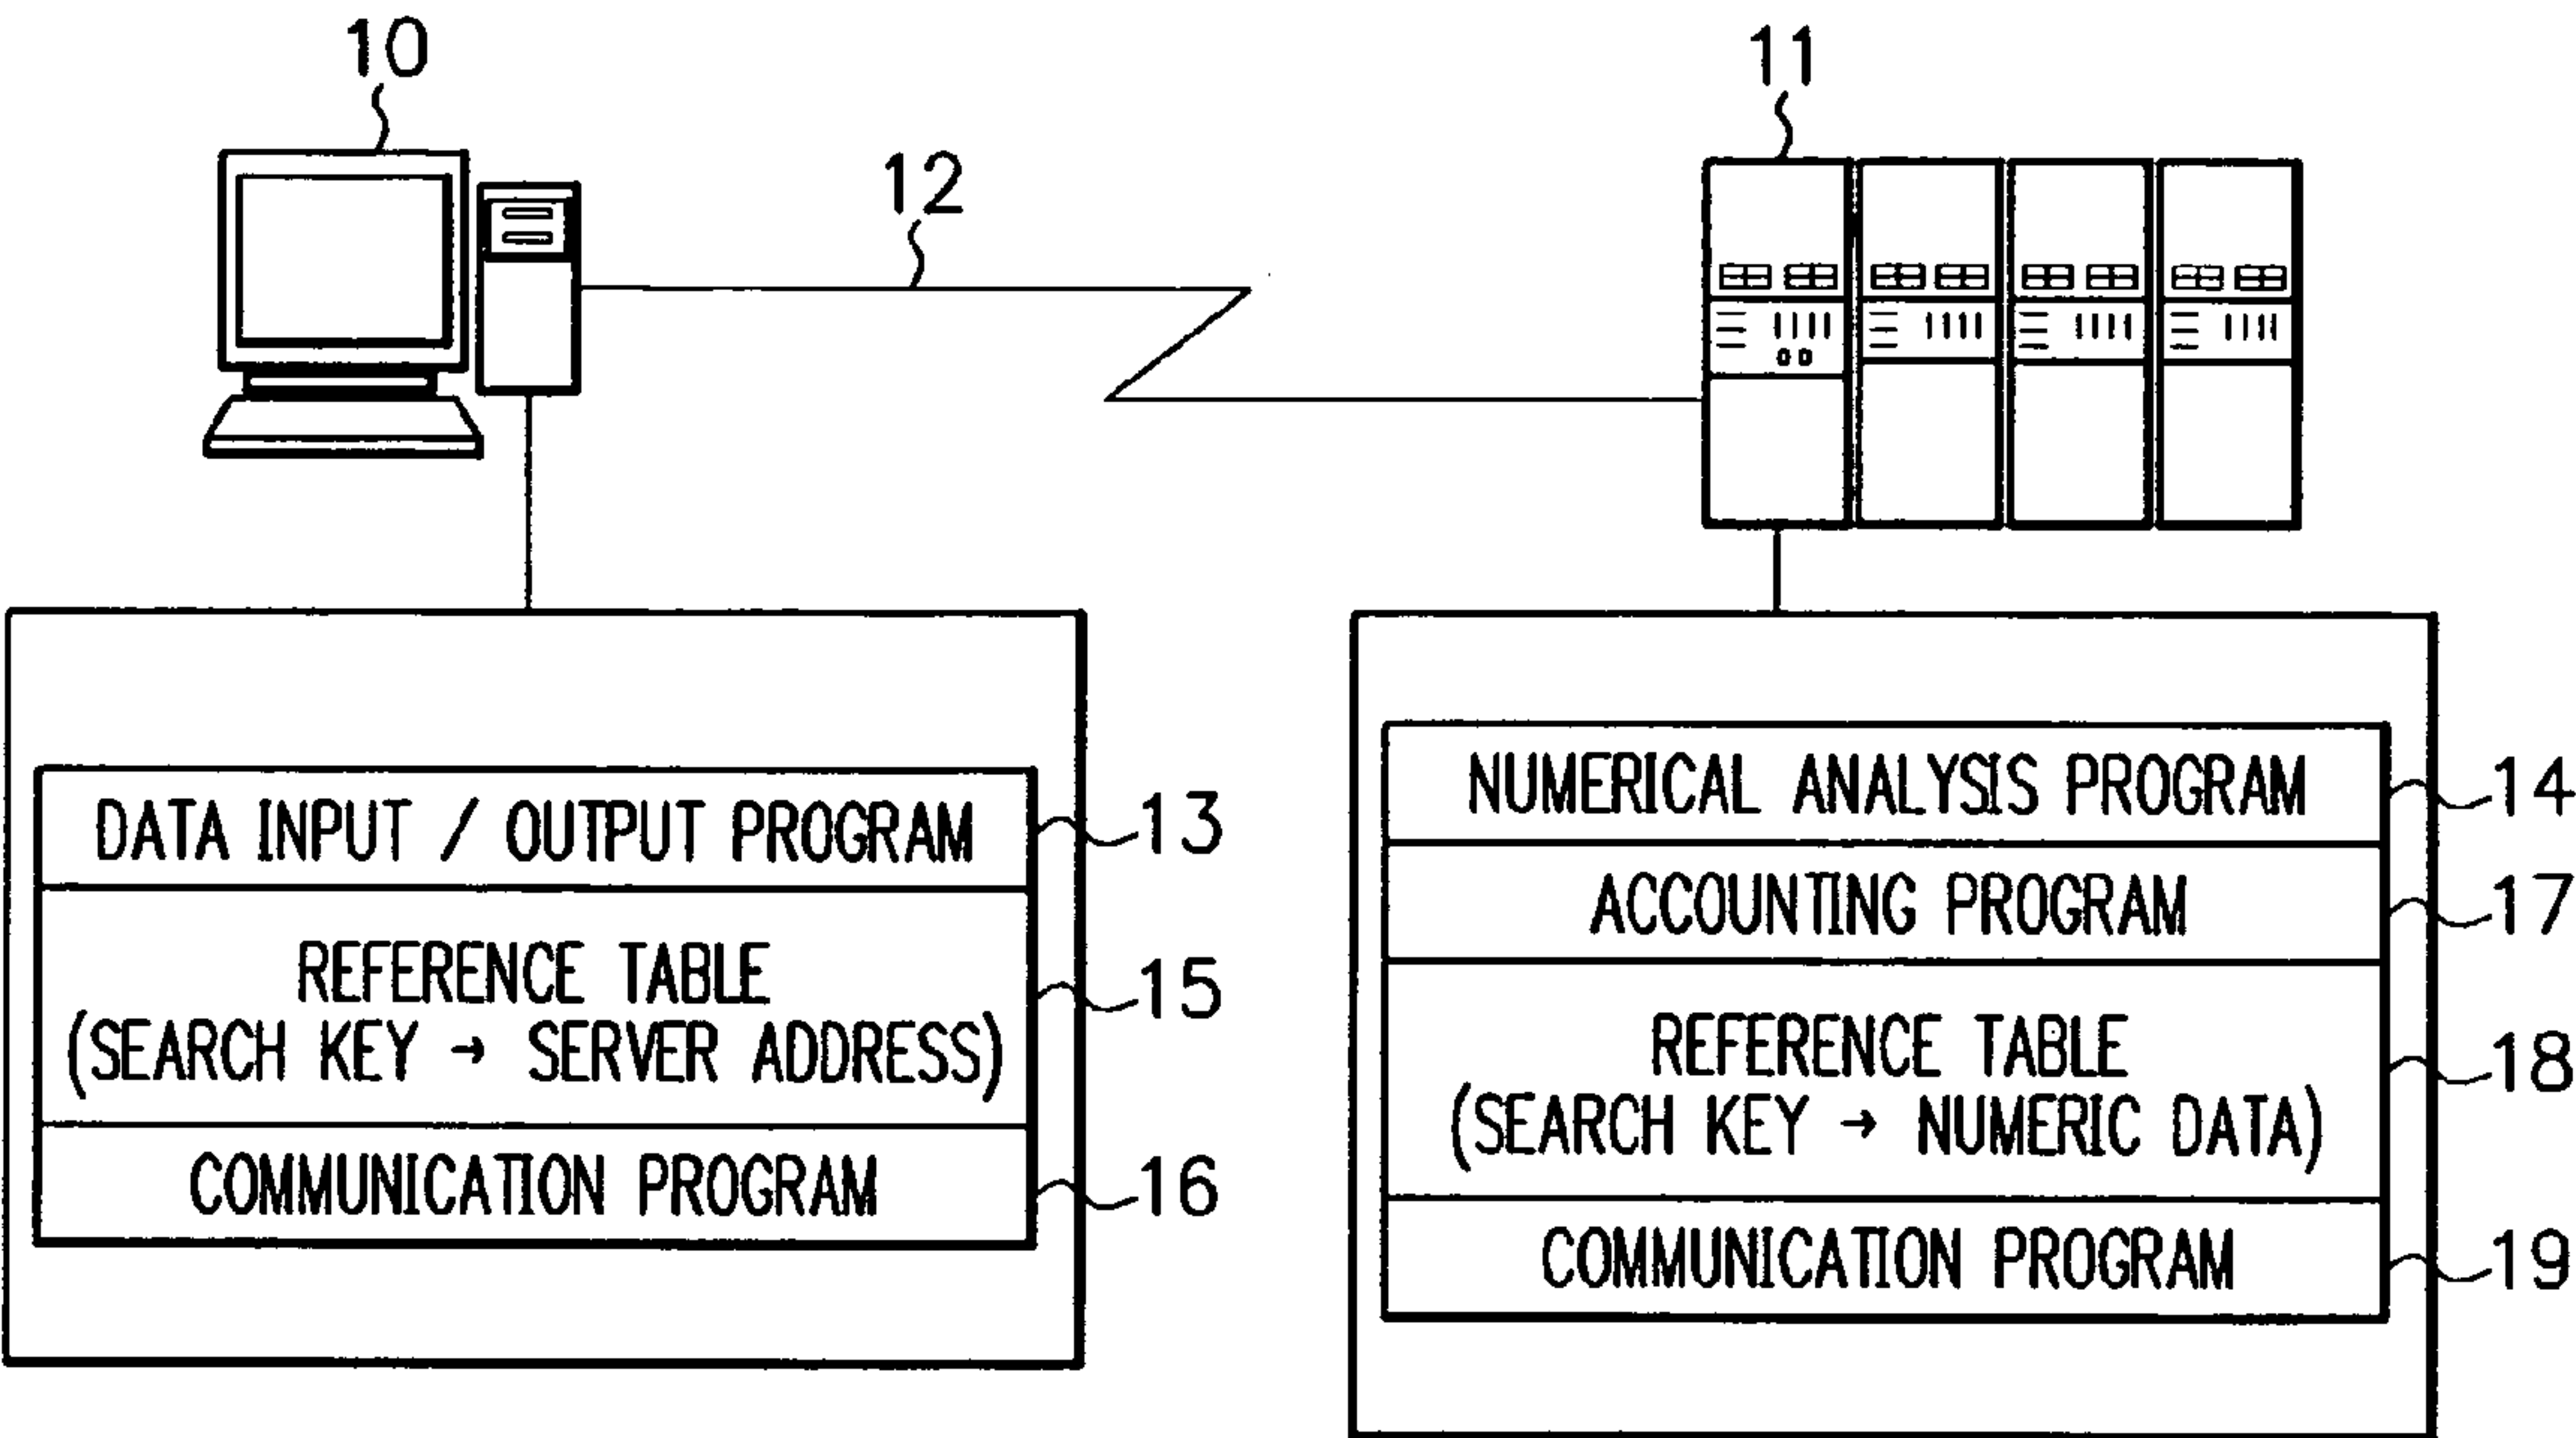 10
11
12
DATA INPUT / OUTPUT PROGRAM
13
REFERENCE TABLE
(SEARCH KEY → SERVER ADDRESS)
15
COMMUNICATION PROGRAM
16
NUMERICAL ANALYSIS PROGRAM
14
ACCOUNTING PROGRAM
17
REFERENCE TABLE
(SEARCH KEY → NUMERIC DATA)
18
COMMUNICATION PROGRAM
19